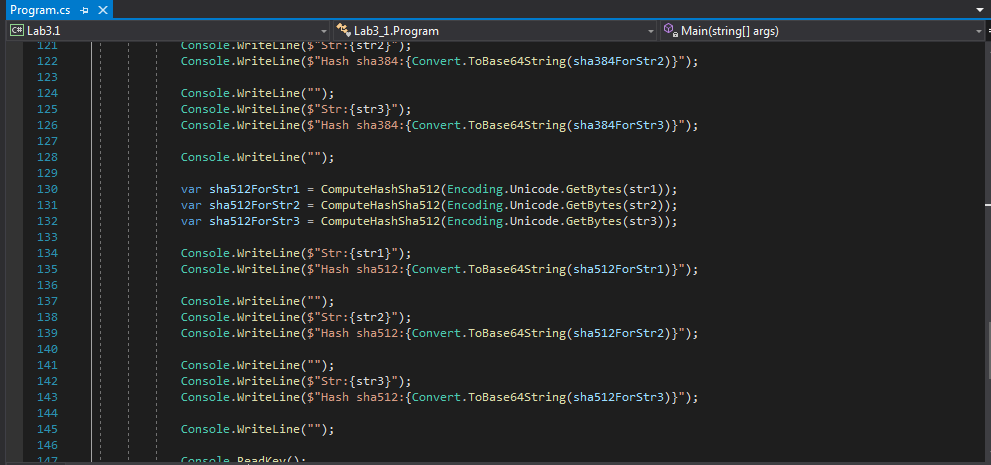 Program.cs
C# Lab3.1 Lab3_1.Program Main(string[] args)
121 Console.WriteLine($"Str:{str2}");
122 Console.WriteLine($"Hash sha384:{Convert.ToBase64String(sha384ForStr2)}");
123
124 Console.WriteLine("");
125 Console.WriteLine($"Str:{str3}");
126 Console.WriteLine($"Hash sha384:{Convert.ToBase64String(sha384ForStr3)}");
127
128 Console.WriteLine("");
129
130 var sha512ForStr1 = ComputeHashSha512(Encoding.Unicode.GetBytes(str1));
131 var sha512ForStr2 = ComputeHashSha512(Encoding.Unicode.GetBytes(str2));
132 var sha512ForStr3 = ComputeHashSha512(Encoding.Unicode.GetBytes(str3));
133
134 Console.WriteLine($"Str:{str1}");
135 Console.WriteLine($"Hash sha512:{Convert.ToBase64String(sha512ForStr1)}");
136
137 Console.WriteLine("");
138 Console.WriteLine($"Str:{str2}");
139 Console.WriteLine($"Hash sha512:{Convert.ToBase64String(sha512ForStr2)}");
140
141 Console.WriteLine("");
142 Console.WriteLine($"Str:{str3}");
143 Console.WriteLine($"Hash sha512:{Convert.ToBase64String(sha512ForStr3)}");
144
145 Console.WriteLine("");
146
147 Console.ReadKey();